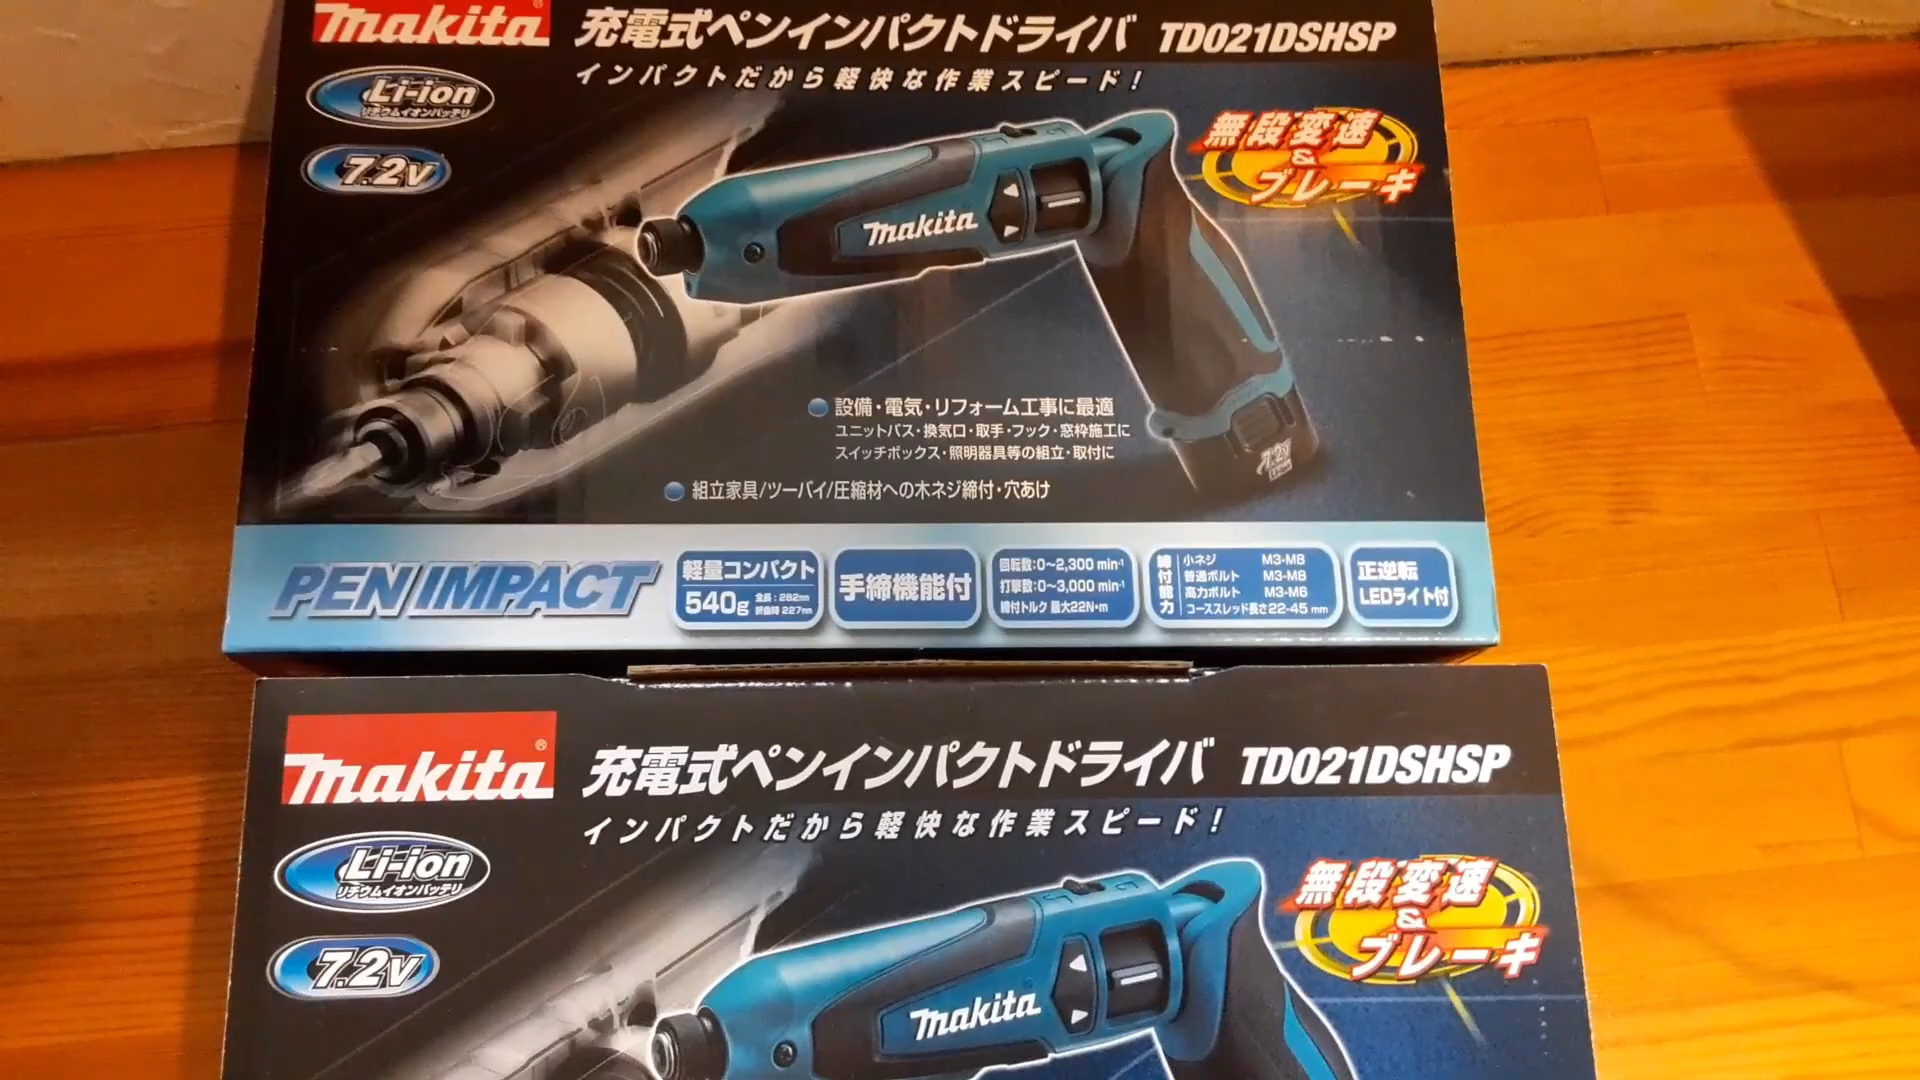 makita
充電式ペンインパクトドライバ TD021DSHSP
インパクトだから軽快な作業スピード!
Li-ion
リチウムイオンバッテリ
7.2V
無段変速
&
ブレーキ
makita
7.2V
●設備・電気・リフォーム工事に最適
ユニットバス・換気口・取手・フック・窓枠施工に
スイッチボックス・照明器具等の組立・取付に
●組立家具/ツーバイ/圧縮材への木ネジ締付・穴あけ
PEN IMPACT
軽量コンパクト
540g
全長:282mm
折曲時 227mm
手締機能付
回転数:0~2,300 min-1
打撃数:0~3,000 min-1
締付トルク 最大22N・m
締付能力
小ネジ M3-M8
普通ボルト M3-M8
高力ボルト M3-M6
コーススレッド長さ22-45 mm
正逆転
LEDライト付
makita®
充電式ペンインパクトドライバ TD021DSHSP
インパクトだから軽快な作業スピード!
Li-ion
リチウムイオンバッテリ
7.2V
無段変速
&
ブレーキ
makita